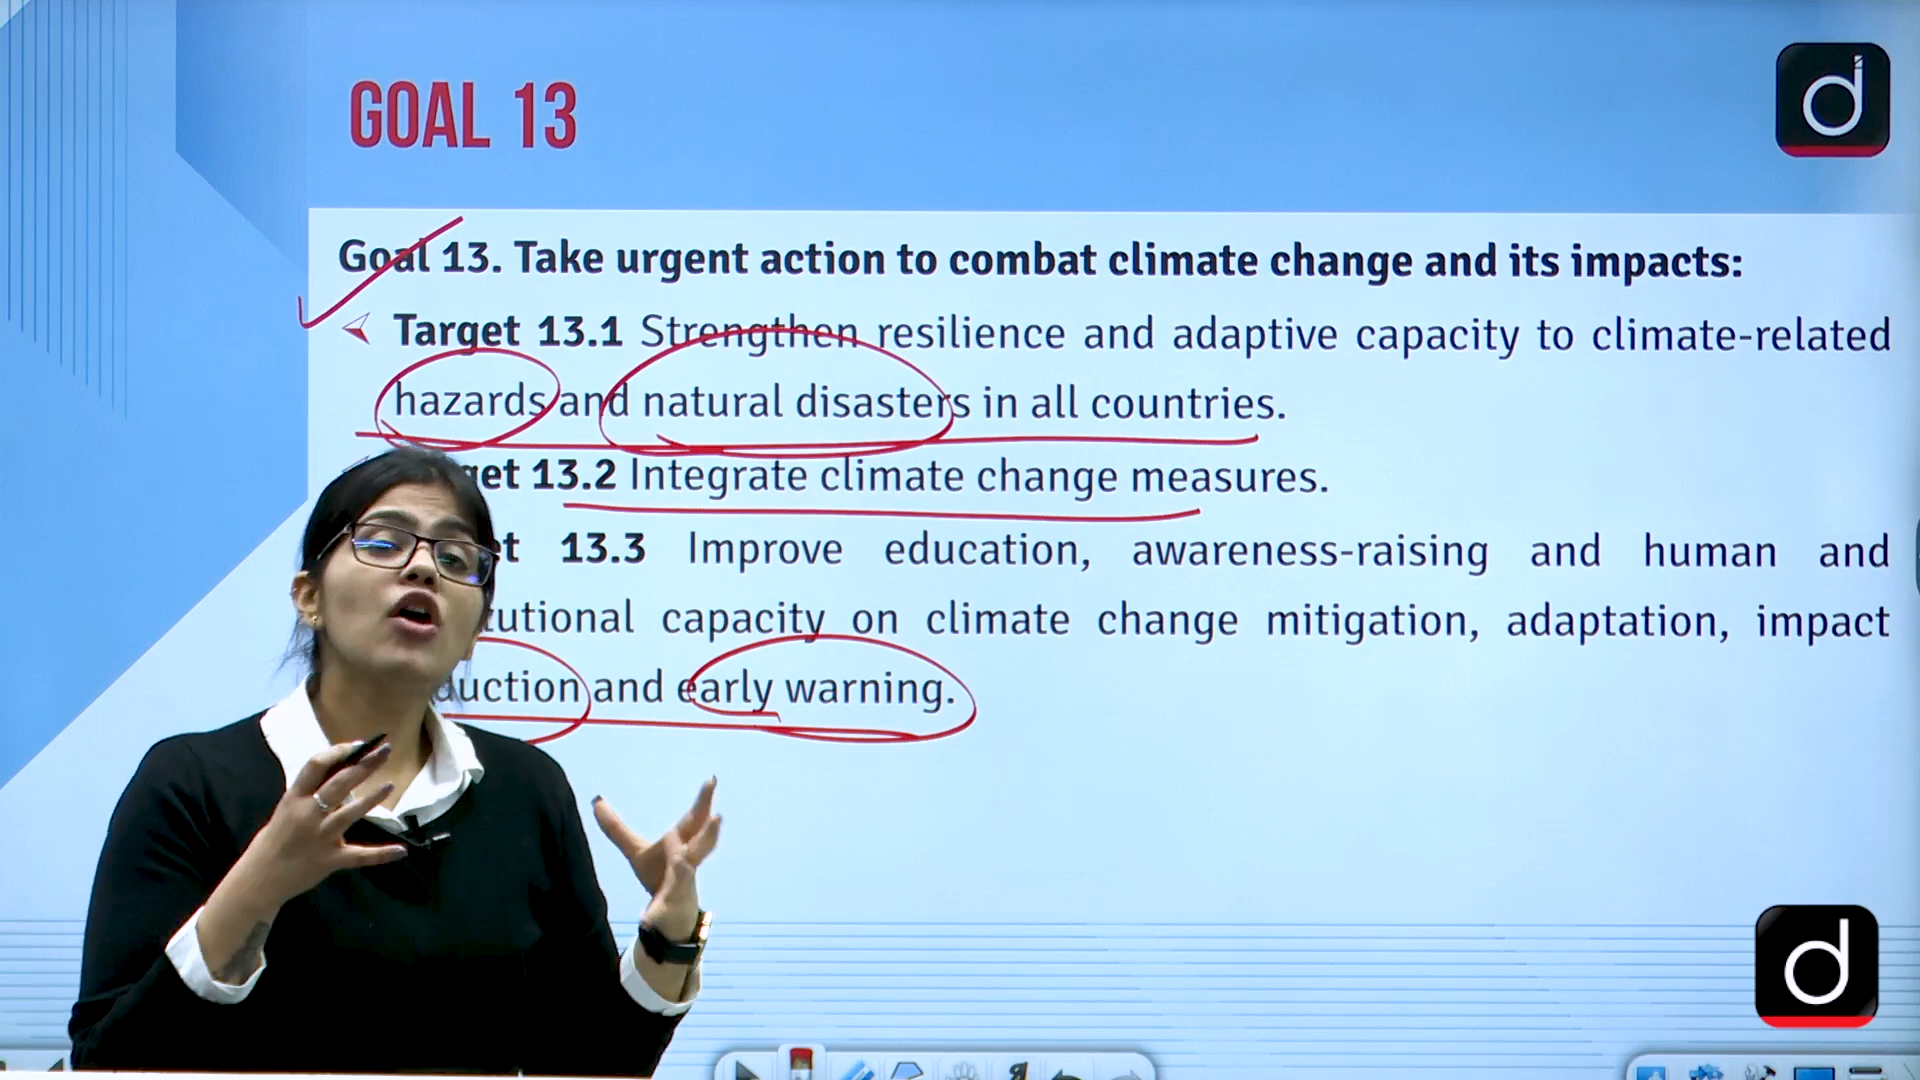 GOAL 13
d
Goal 13. Take urgent action to combat climate change and its impacts:
Target 13.1 Strengthen resilience and adaptive capacity to climate-related
hazards and natural disasters in all countries.
13.2 Integrate climate change measures.
13.3 Improve education, awareness-raising and human and
capacity on climate change mitigation, adaptation, impact
and early warning.
d